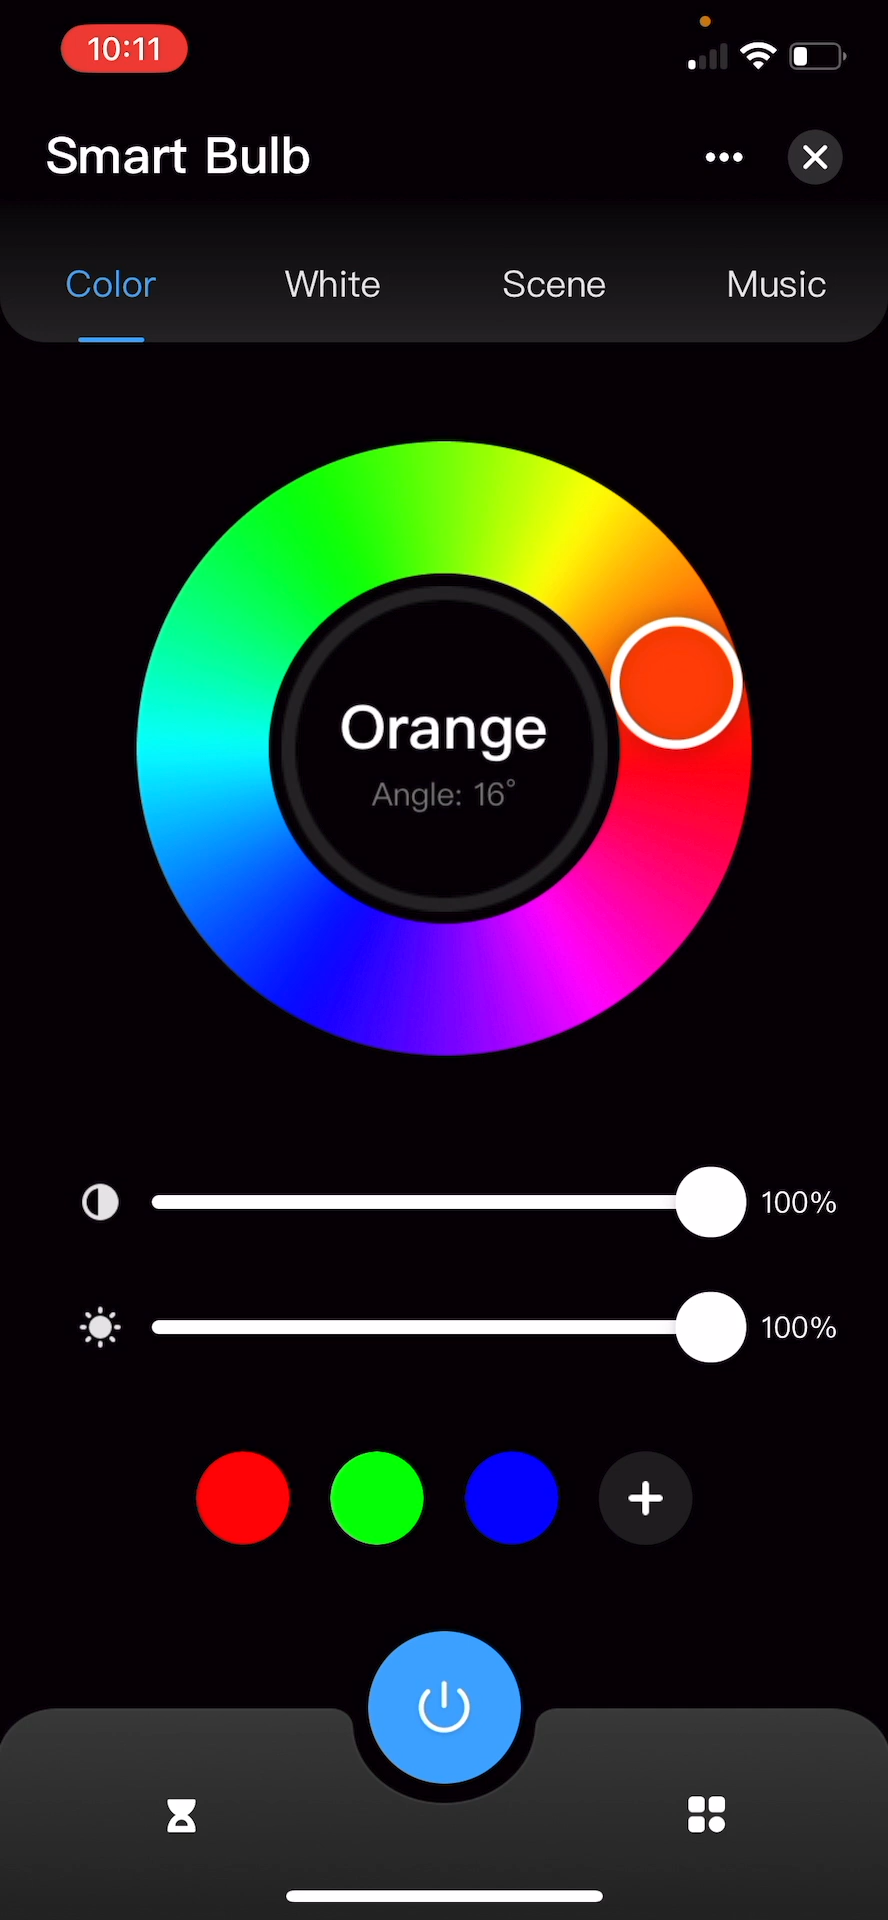 10:11
Smart Bulb
Color White Scene Music
Orange
Angle: 16°
100%
100%